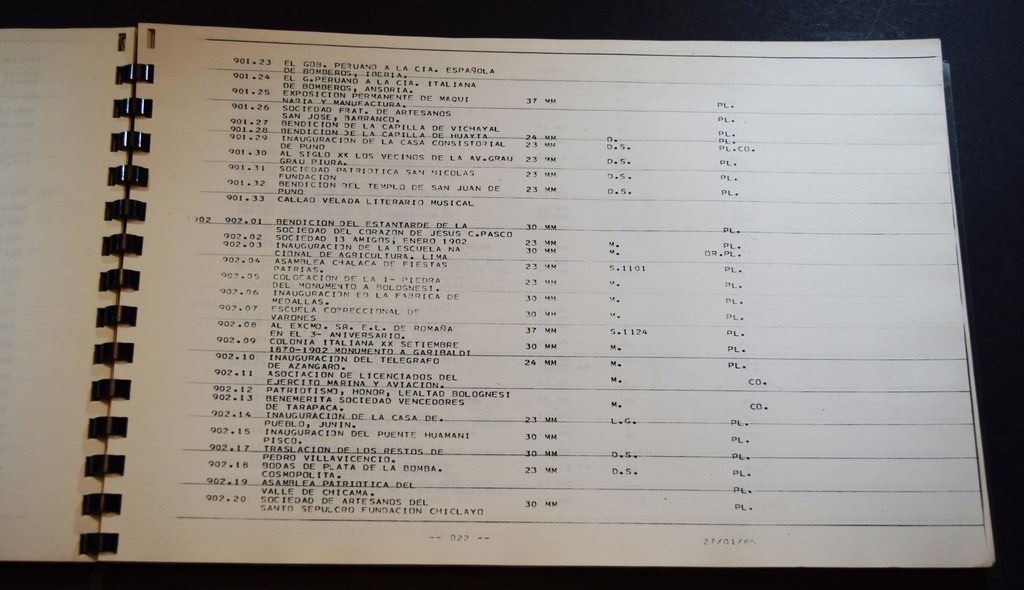 901.23 EL GOB. PERUANO A LA CIA. ESPAÑOLA
DE BOMBEROS, IBERIA.
901.24 EL G.PERUANO A LA CIA. ITALIANA
DE BOMBEROS, ANSORIA.
901.25 EXPOSICION PERMANENTE DE MAQUI 37 MM PL.
NARIA Y MANUFACTURA.
901.26 SOCIEDAD FRAT. DE ARTESANOS PL.
SAN JOSE, BARRANCO.
901.27 BENDICION DE LA CAPILLA DE VICHAYAL PL.
901.28 BENDICION DE LA CAPILLA DE HUAYTA 24 MM D. PL.
901.29 INAUGURACION DE LA CASA CONSISTORIAL 23 MM D.S. PL.CO.
DE PUNO
901.30 AL SIGLO XX LOS VECINOS DE LA AV.GRAU 23 MM D.S. PL.
GRAU PIURA.
901.31 SOCIEDAD PATRIOTICA SAN NICOLAS 23 MM D.S. PL.
FUNDACION
901.32 BENDICION DEL TEMPLO DE SAN JUAN DE 23 MM D.S. PL.
PUNO
901.33 CALLAO VELADA LITERARIO MUSICAL
902 902.01 BENDICION DEL ESTANTARDE DE LA 30 MM PL.
SOCIEDAD DEL CORAZON DE JESUS C.PASCO
902.02 SOCIEDAD 13 AMIGOS, ENERO 1902 23 MM M. PL.
902.03 INAUGURACION DE LA ESCUELA NA 30 MM M. OR.PL.
CIONAL DE AGRICULTURA. LIMA
902.04 ASAMBLEA CHALACA DE FIESTAS 23 MM S.1101 PL.
PATRIAS.
902.05 COLOCACION DE LA 1- PIEDRA 23 MM M. PL.
DEL MONUMENTO A BOLOGNESI.
902.06 INAUGURACION EO LA FABRICA DE 30 MM M. PL.
MEDALLAS.
902.07 ESCUELA CORRECCIONAL DE 30 MM M. PL.
VARONES
902.08 AL EXCMO. SR. E.L. DE ROMAÑA 37 MM S.1124 PL.
EN EL 3- ANIVERSARIO.
902.09 COLONIA ITALIANA XX SETIEMBRE 30 MM M. PL.
1870-1902 MONUMENTO A GARIBALDI
902.10 INAUGURACION DEL TELEGRAFO 24 MM M. PL.
DE AZANGARO.
902.11 ASOCIACION DE LICENCIADOS DEL M. CO.
EJERCITO MARINA Y AVIACION.
902.12 PATRIOTISMO, HONOR, LEALTAD BOLOGNESI
902.13 BENEMERITA SOCIEDAD VENCEDORES M. CO.
DE TARAPACA.
902.14 INAUGURACION DE LA CASA DE. 23 MM L.G. PL.
PUEBLO, JUNIN.
902.15 INAUGURACION DEL PUENTE HUAMANI 30 MM PL.
PISCO.
902.17 TRASLACION DE LOS RESTOS DE 30 MM D.S. PL.
PEDRO VILLAVICENCIO.
902.18 BODAS DE PLATA DE LA BOMBA. 23 MM D.S. PL.
COSMOPOLITA.
902.19 ASAMBLEA PATRIOTICA DEL PL.
VALLE DE CHICAMA.
902.20 SOCIEDAD DE ARTESANOS DEL 30 MM PL.
SANTO SEPULCRO FUNDACION CHICLAYO
-- 022 --
27/01/85